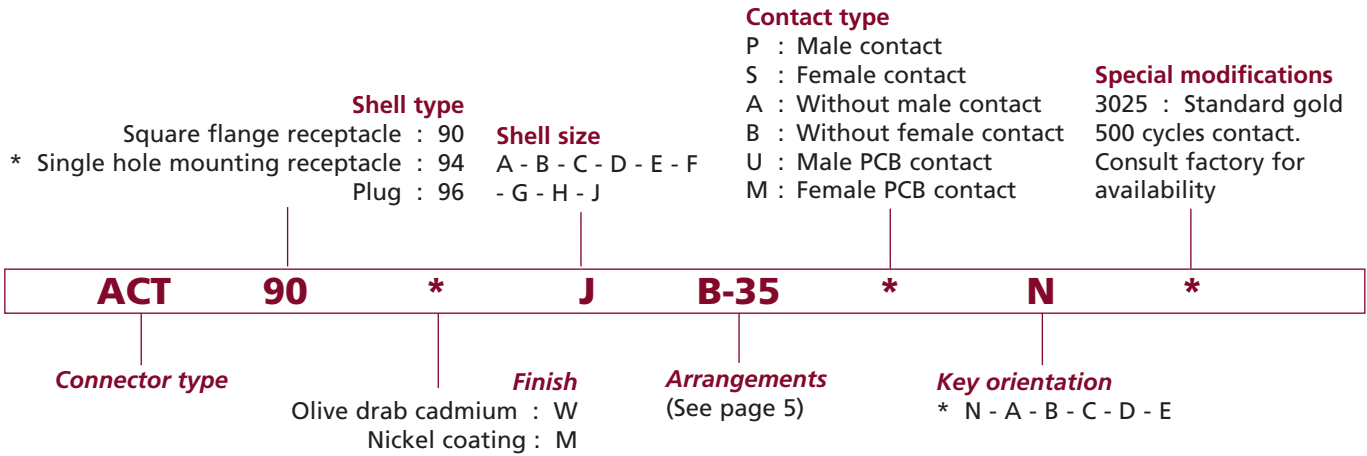 Contact type
P : Male contact
S : Female contact
A : Without male contact
B : Without female contact
U : Male PCB contact
M : Female PCB contact
Special modifications
3025 : Standard gold
500 cycles contact.
Consult factory for
availability
Shell type
Square flange receptacle : 90
* Single hole mounting receptacle : 94
Plug : 96
Shell size
A - B - C - D - E - F
- G - H - J
ACT 90 * J B-35 * N *
Connector type
Finish
Olive drab cadmium : W
Nickel coating : M
Arrangements
(See page 5)
Key orientation
* N - A - B - C - D - E